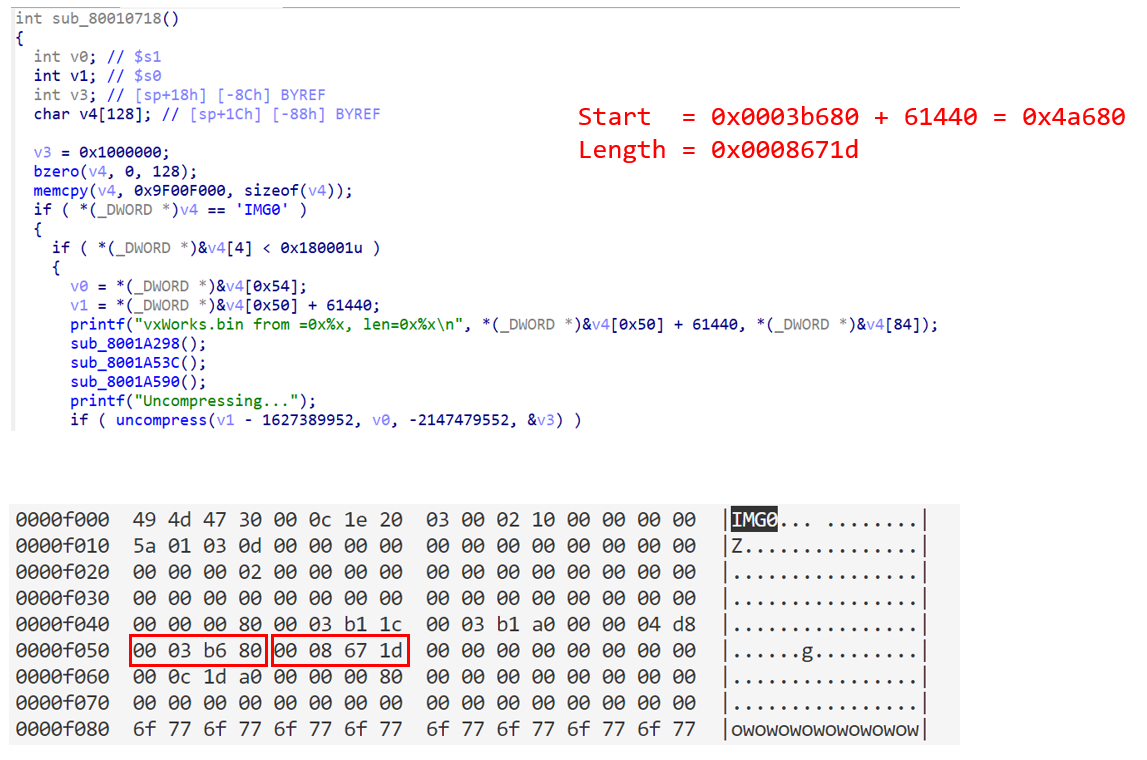 int sub_80010718()
{
int v0; // $s1
int v1; // $s0
int v3; // [sp+18h] [-8Ch] BYREF
char v4[128]; // [sp+1Ch] [-88h] BYREF
Start  = 0x0003b680 + 61440 = 0x4a680
Length = 0x0008671d
v3 = 0x1000000;
bzero(v4, 0, 128);
memcpy(v4, 0x9F00F000, sizeof(v4));
if ( *(_DWORD *)v4 == 'IMG0' )
{
if ( *(_DWORD *)&v4[4] < 0x180001u )
{
v0 = *(_DWORD *)&v4[0x54];
v1 = *(_DWORD *)&v4[0x50] + 61440;
printf("vxWorks.bin from =0x%x, len=0x%x\n", *(_DWORD *)&v4[0x50] + 61440, *(_DWORD *)&v4[84]);
sub_8001A298();
sub_8001A53C();
sub_8001A590();
printf("Uncompressing...");
if ( uncompress(v1 - 1627389952, v0, -2147479552, &v3) )
0000f000  49 4d 47 30 00 0c 1e 20  03 00 02 10 00 00 00 00  |IMG0... ........|
0000f010  5a 01 03 0d 00 00 00 00  00 00 00 00 00 00 00 00  |Z...............|
0000f020  00 00 00 02 00 00 00 00  00 00 00 00 00 00 00 00  |................|
0000f030  00 00 00 00 00 00 00 00  00 00 00 00 00 00 00 00  |................|
0000f040  00 00 00 80 00 03 b1 1c  00 03 b1 a0 00 00 04 d8  |................|
0000f050  00 03 b6 80 00 08 67 1d  00 00 00 00 00 00 00 00  |......g.........|
0000f060  00 0c 1d a0 00 00 00 80  00 00 00 00 00 00 00 00  |................|
0000f070  00 00 00 00 00 00 00 00  00 00 00 00 00 00 00 00  |................|
0000f080  6f 77 6f 77 6f 77 6f 77  6f 77 6f 77 6f 77 6f 77  |owowowowowowowow|